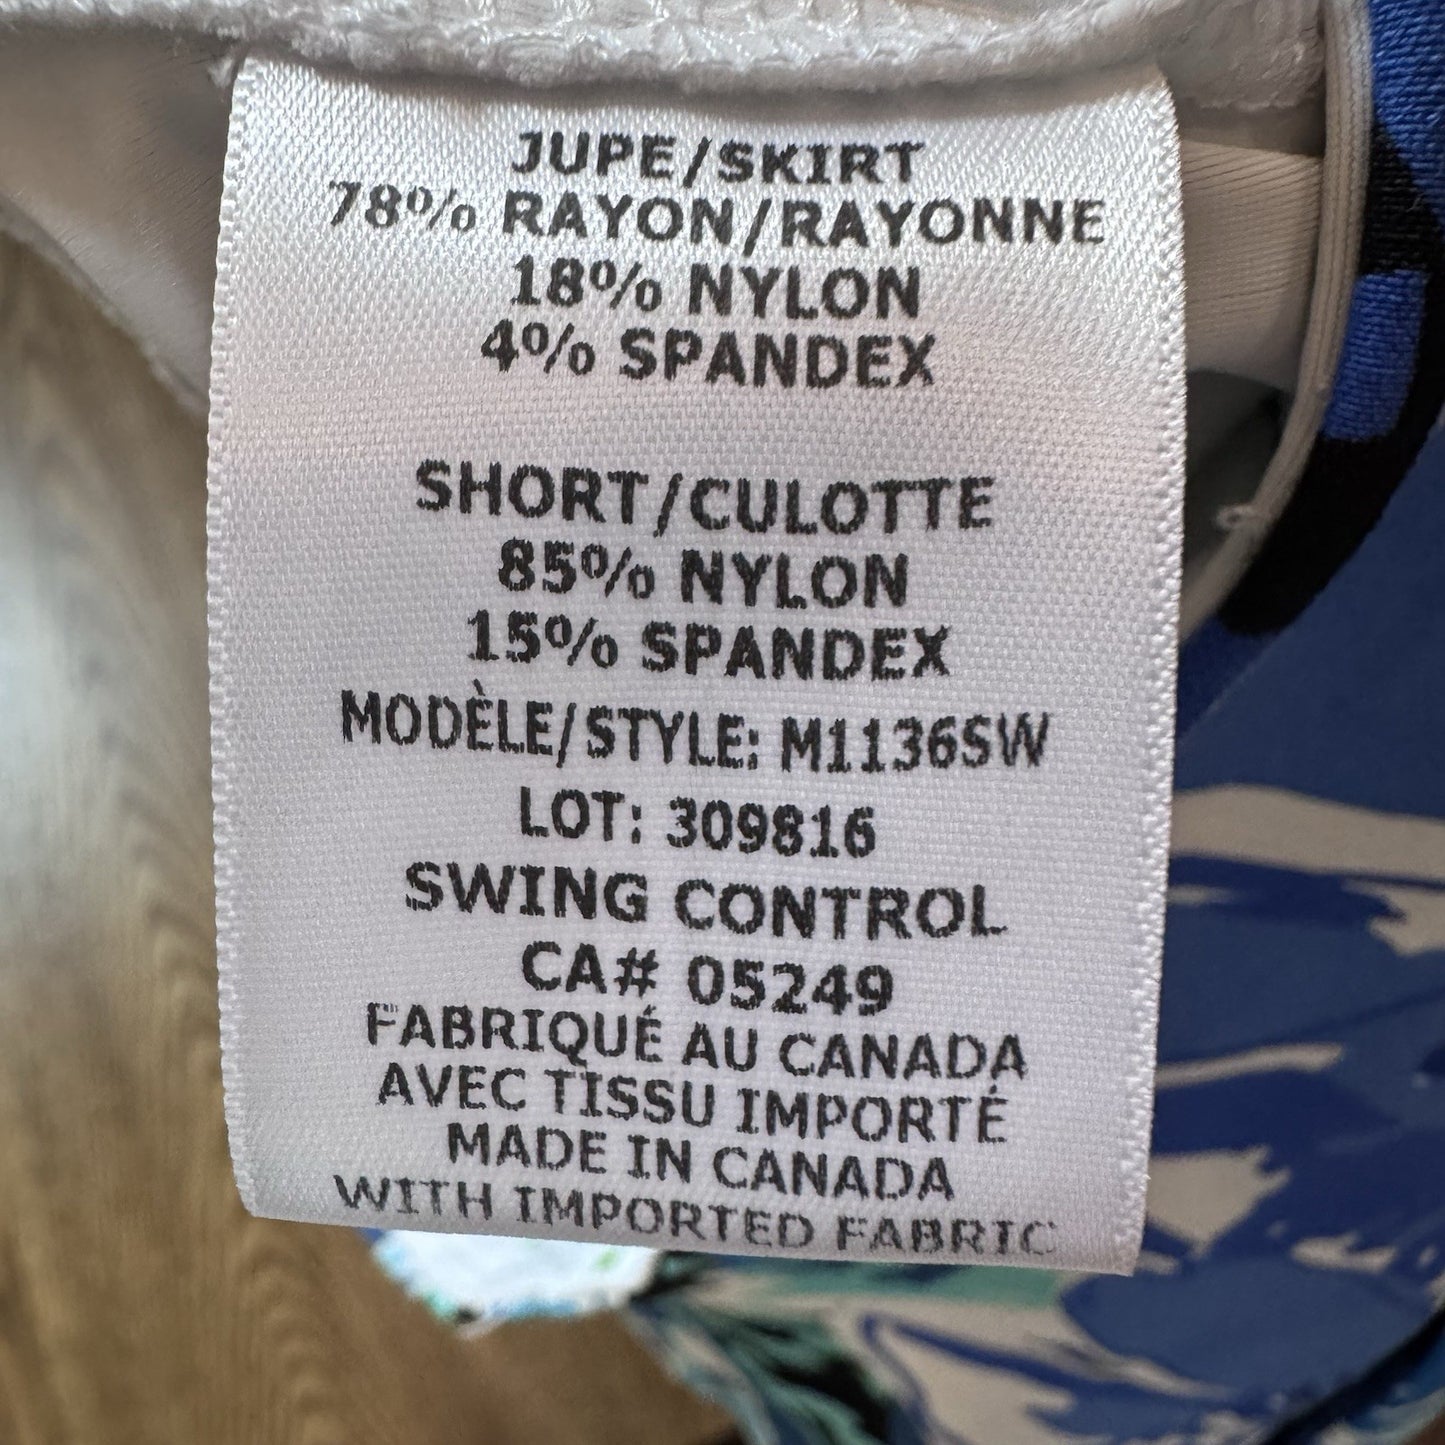 JUPE/SKIRT
78% RAYON/RAYONNE
18% NYLON
4% SPANDEX
SHORT/CULOTTE
85% NYLON
15% SPANDEX
MODÈLE/STYLE: M1136SW
LOT: 309816
SWING CONTROL
CA# 05249
FABRIQUÉ AU CANADA
AVEC TISSU IMPORTÉ
MADE IN CANADA
WITH IMPORTED FABRIC